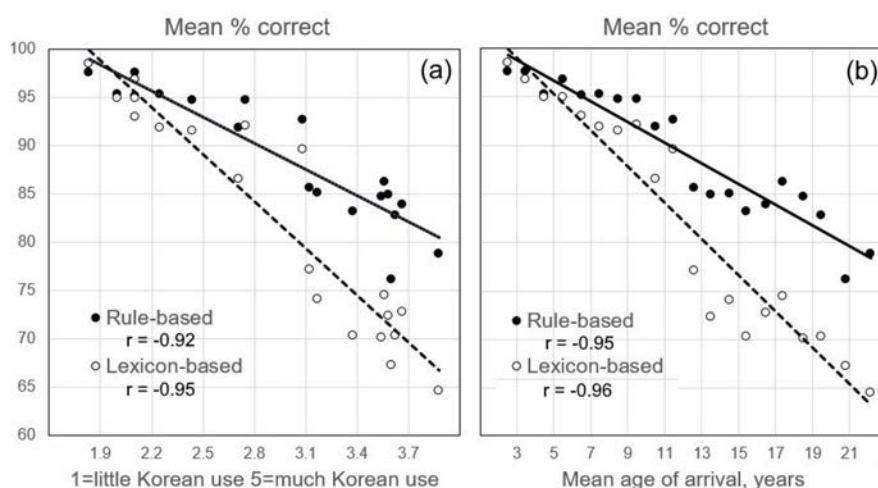 Mean % correct
Mean % correct
100
95
90
85
80
75
70
65
60
(a)
Rule-based
r = -0.92
Lexicon-based
r = -0.95
1.9 2.2 2.4 2.8 3.1 3.4 3.7
1=little Korean use 5=much Korean use
(b)
Rule-based
r = -0.95
Lexicon-based
r = -0.96
3 5 7 9 11 13 15 17 19 21
Mean age of arrival, years